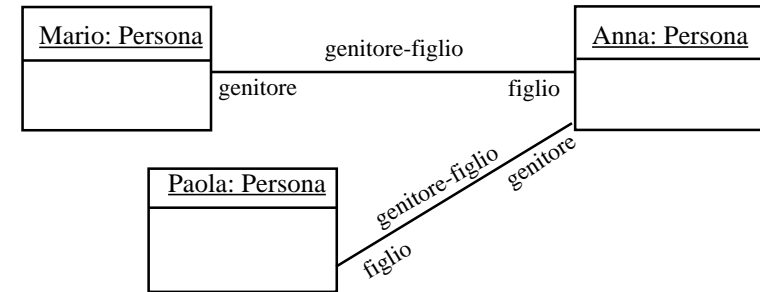 Mario: Persona
genitore-figlio
Anna: Persona
genitore
figlio
Paola: Persona
genitore-figlio
genitore
figlio